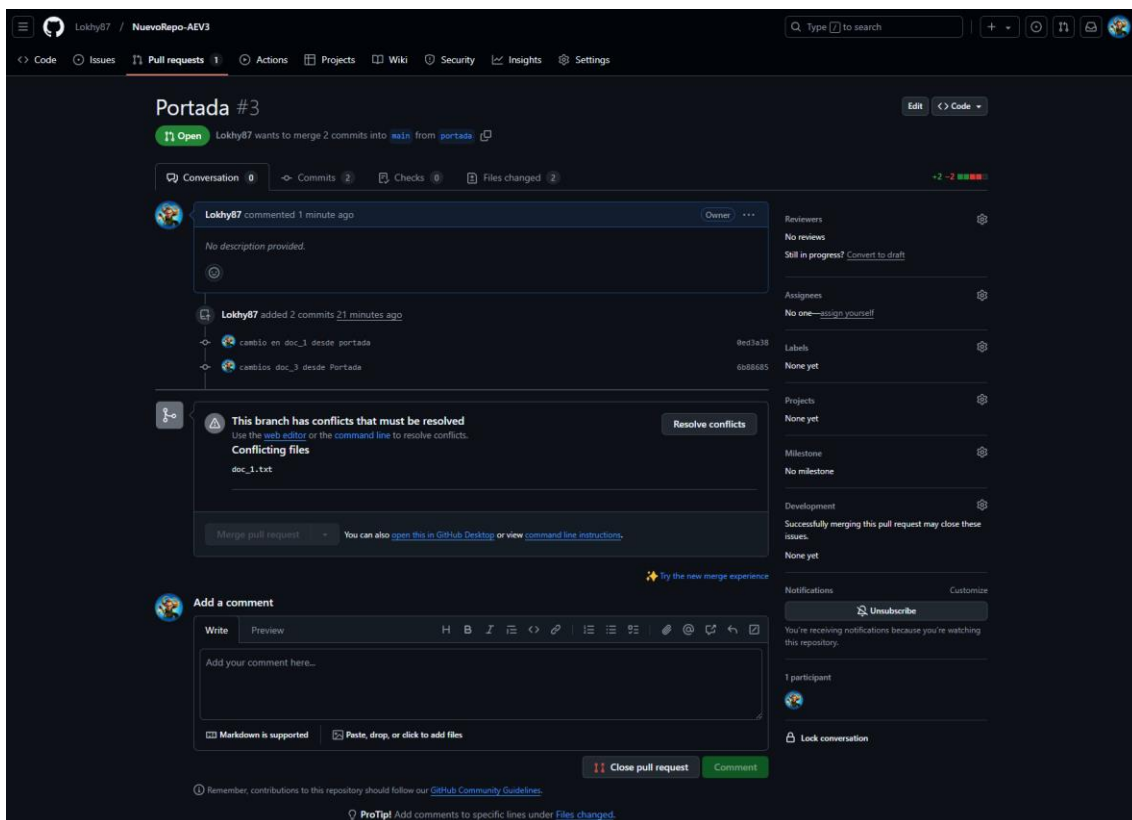 Lokhy87 / NuevoRepo-AEV3
Type / to search
Code Issues Pull requests 1 Actions Projects Wiki Security Insights Settings
Portada #3
Edit <> Code
Open Lokhy87 wants to merge 2 commits into main from portada
Conversation 0 Commits 2 Checks 0 Files changed 2
+2 −2
Lokhy87 commented 1 minute ago
Owner
No description provided.
Lokhy87 added 2 commits 21 minutes ago
cambio en doc_1 desde portada
0ed3a38
cambios doc_3 desde Portada
6b88685
This branch has conflicts that must be resolved
Use the web editor or the command line to resolve conflicts.
Resolve conflicts
Conflicting files
doc_1.txt
Merge pull request
You can also open this in GitHub Desktop or view command line instructions.
Try the new merge experience
Add a comment
Write Preview
H B I
Add your comment here...
Markdown is supported
Paste, drop, or click to add files
Close pull request
Comment
Remember, contributions to this repository should follow our GitHub Community Guidelines.
ProTip! Add comments to specific lines under Files changed.
Reviewers
No reviews
Still in progress? Convert to draft
Assignees
No one—assign yourself
Labels
None yet
Projects
None yet
Milestone
No milestone
Development
Successfully merging this pull request may close these
issues.
None yet
Notifications
Customize
Unsubscribe
You're receiving notifications because you're watching
this repository.
1 participant
Lock conversation